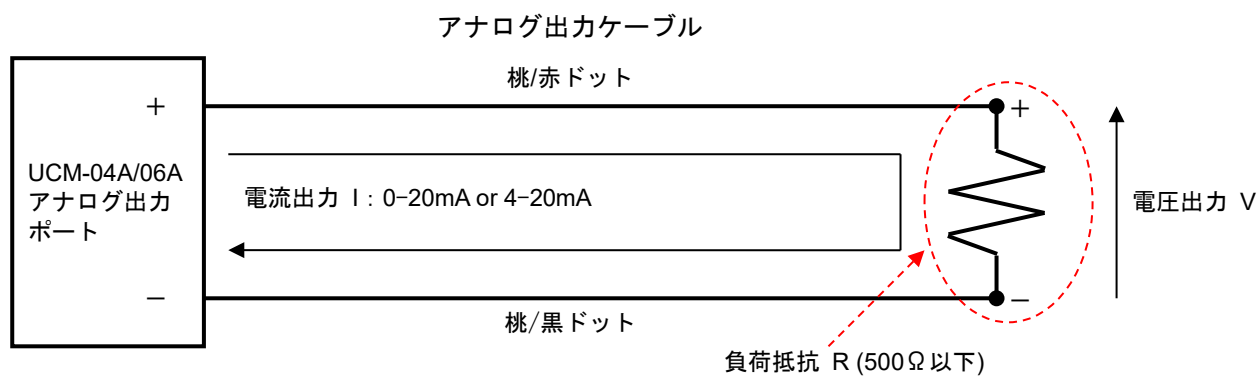 アナログ出力ケーブル
桃/赤ドット
+
+
UCM-04A/06A
アナログ出力
ポート
電流出力 I:0-20mA or 4-20mA
電圧出力 V
-
-
桃/黒ドット
負荷抵抗 R (500Ω以下)